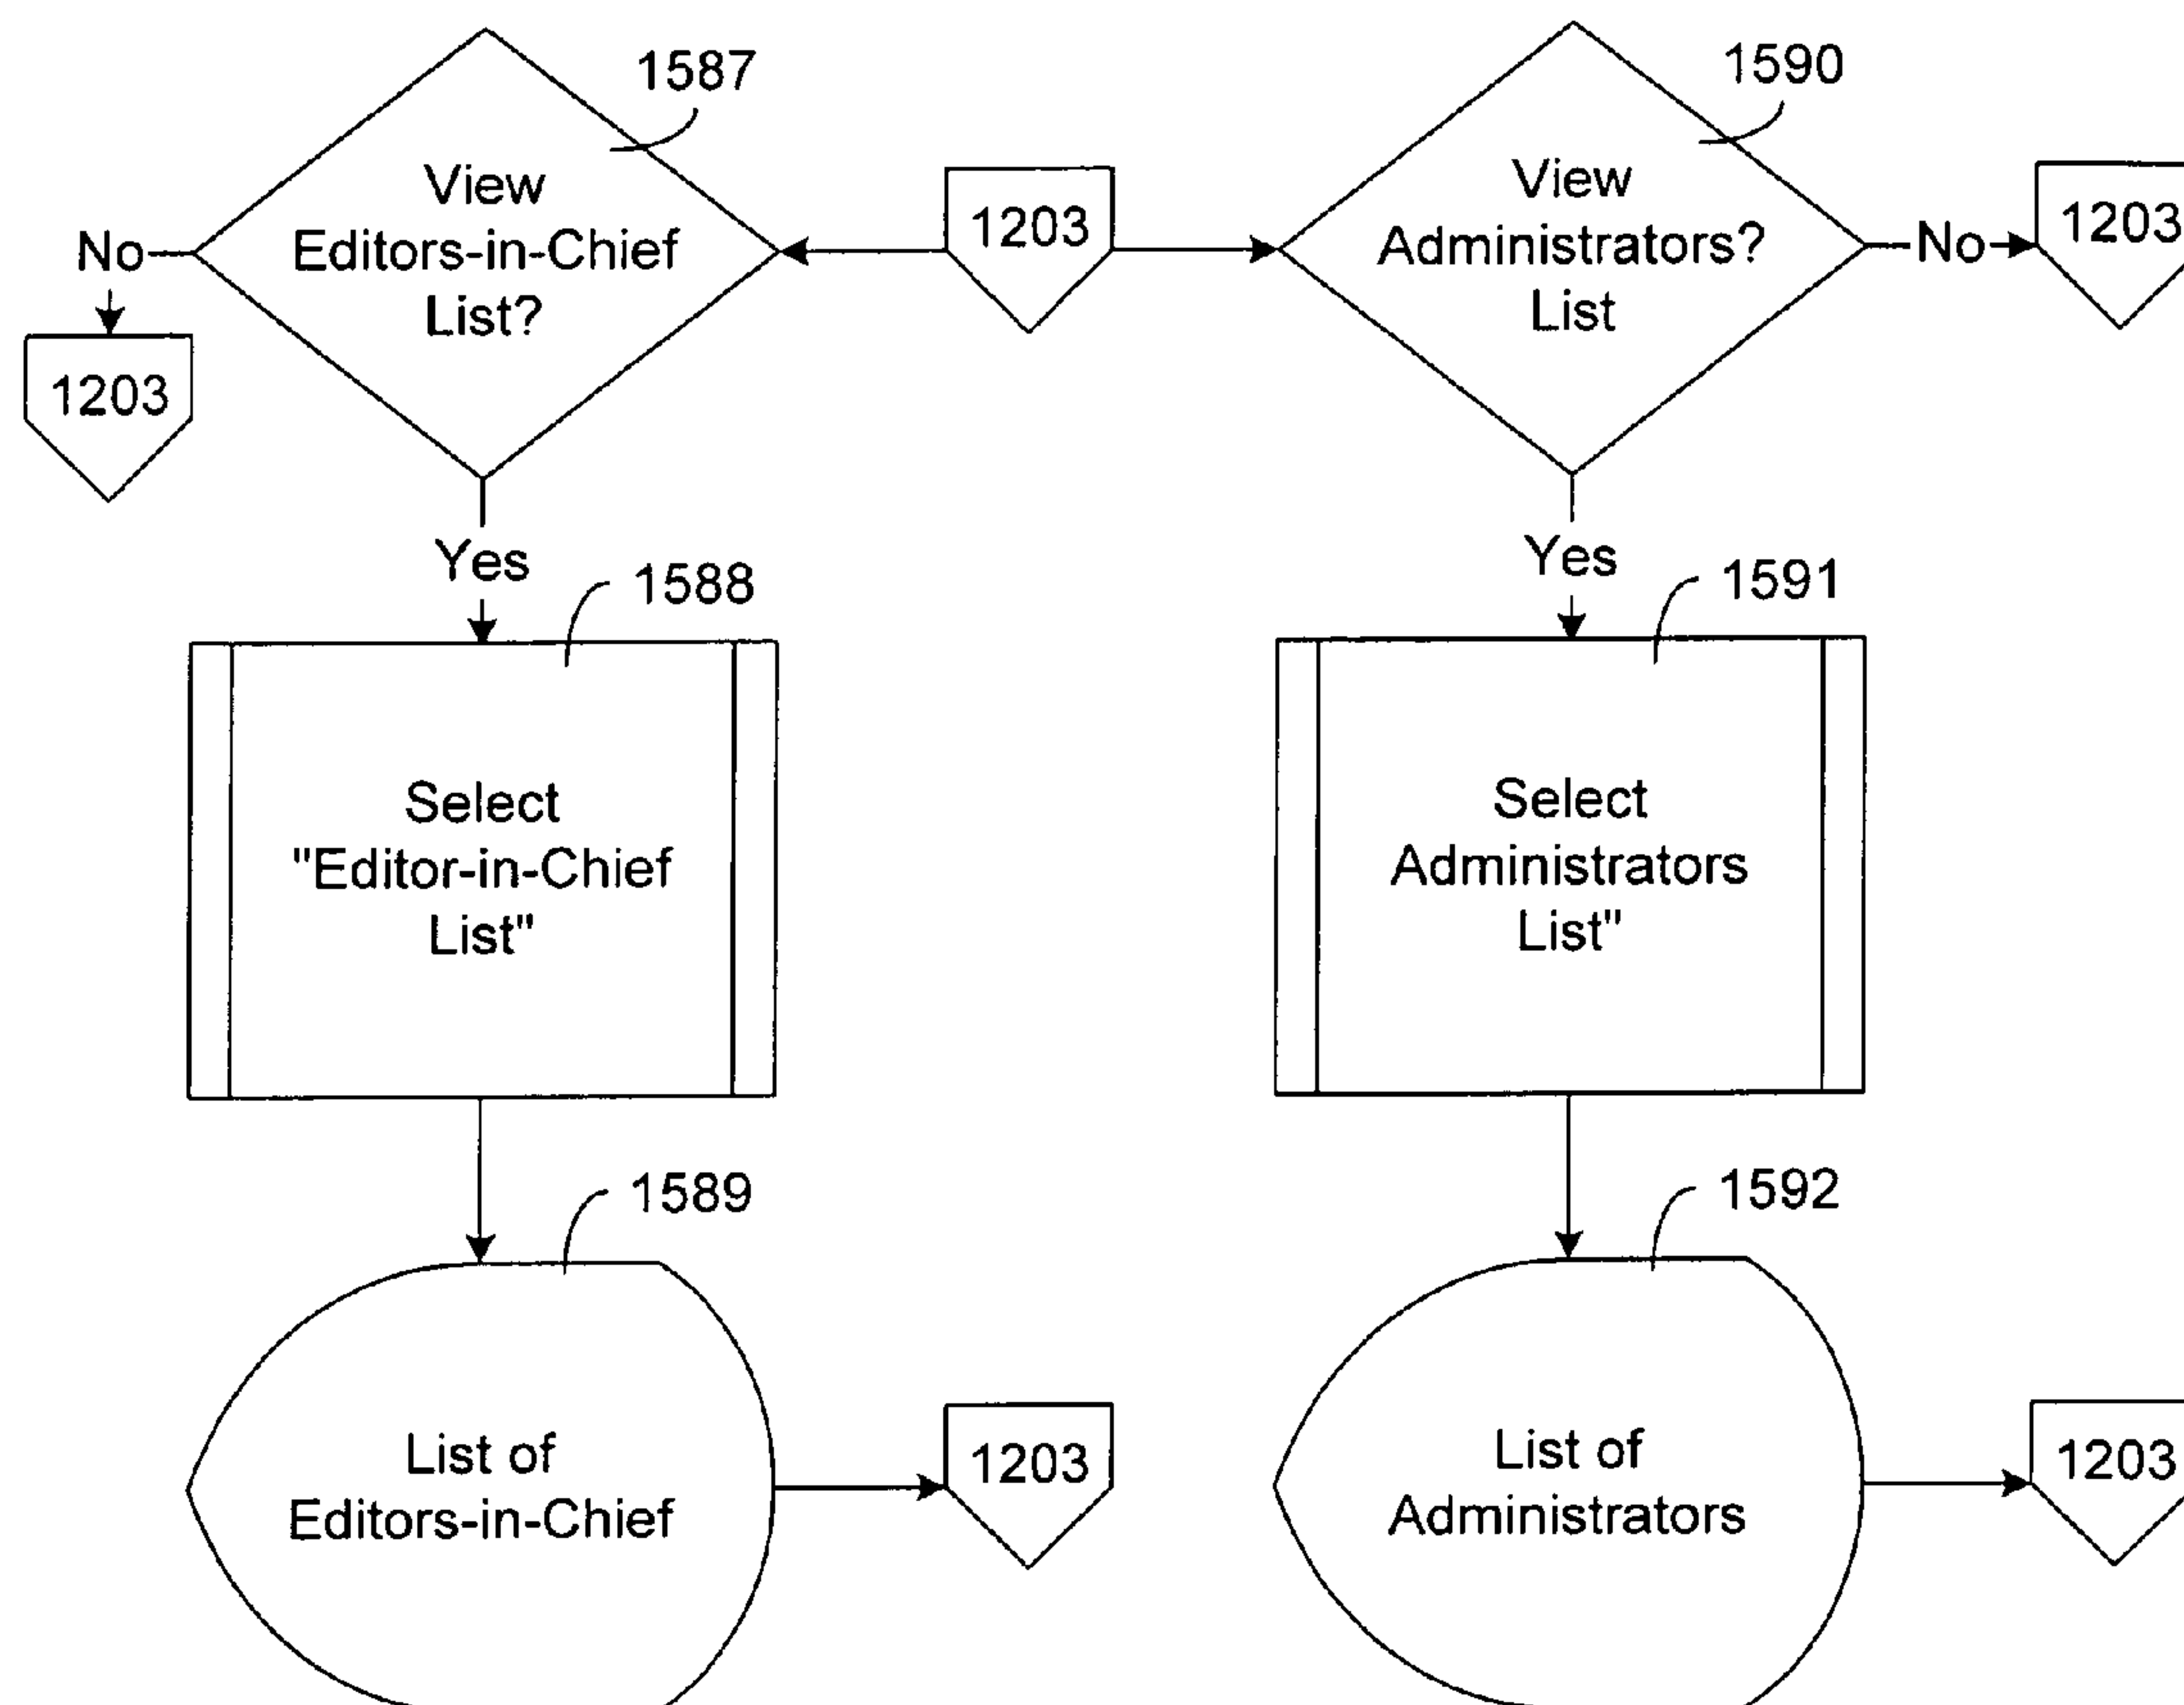 1587
View
Editors-in-Chief
List?
No
1203
1203
1590
View
Administrators?
List
No
1203
Yes
1588
Select
"Editor-in-Chief
List"
Yes
1591
Select
Administrators
List"
1589
List of
Editors-in-Chief
1203
1592
List of
Administrators
1203